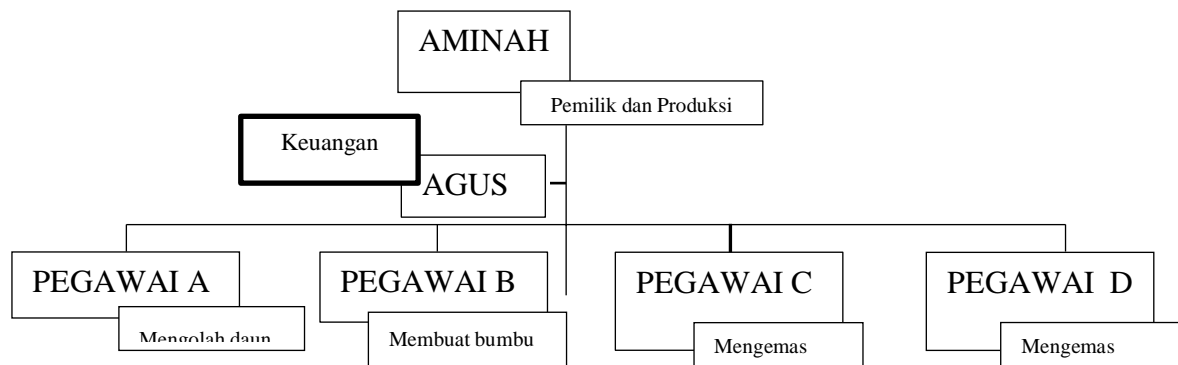 AMINAH
Pemilik dan Produksi
Keuangan
AGUS
PEGAWAI A
PEGAWAI B
PEGAWAI C
PEGAWAI D
Mengolah daun
Membuat bumbu
Mengemas
Mengemas